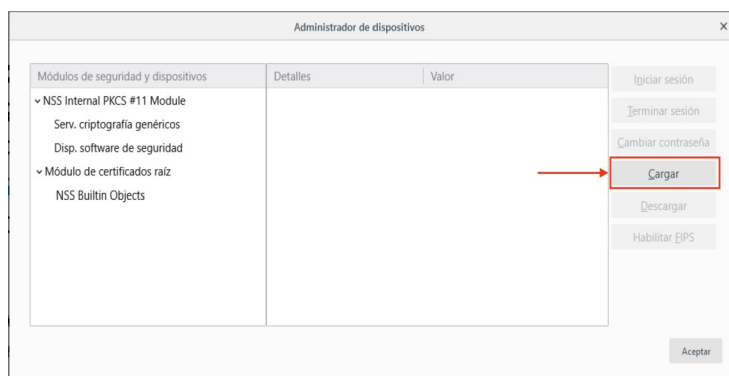 Administrador de dispositivos
Módulos de seguridad y dispositivos
Detalles
Valor
NSS Internal PKCS #11 Module
Serv. criptografía genéricos
Disp. software de seguridad
Módulo de certificados raíz
NSS Builtin Objects
Iniciar sesión
Terminar sesión
Cambiar contraseña
Cargar
Descargar
Habilitar FIPS
Aceptar